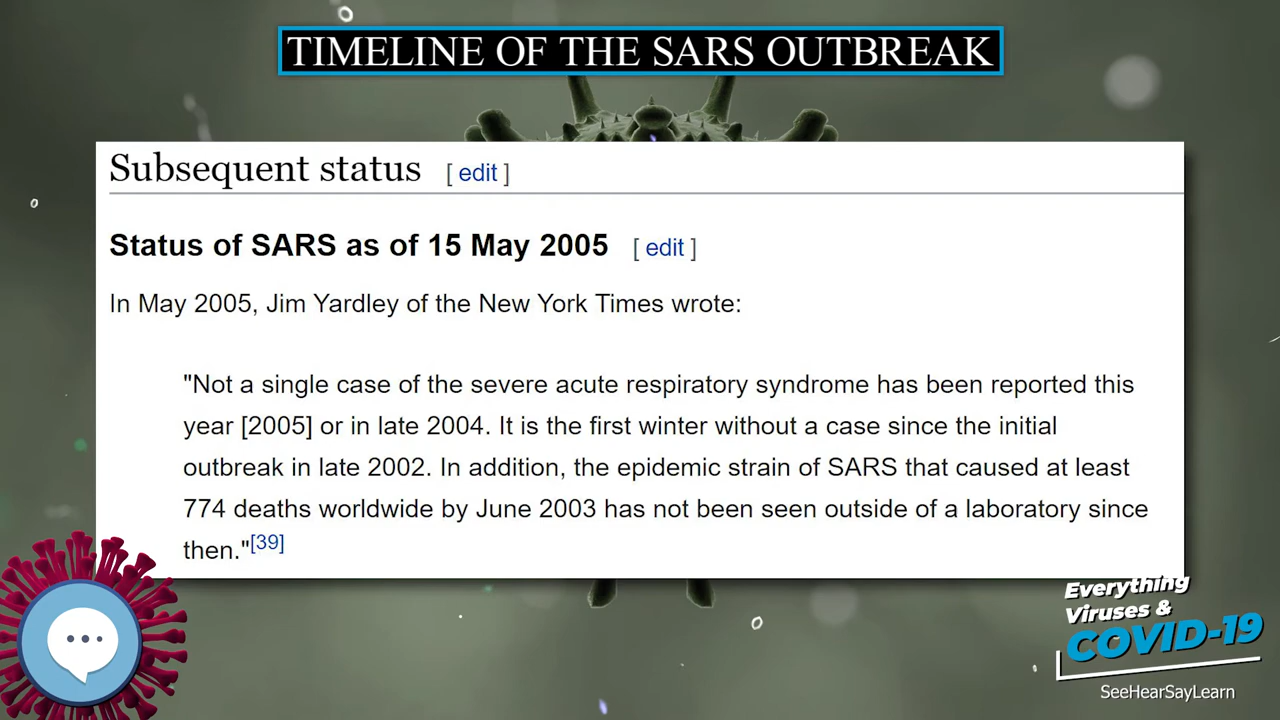 TIMELINE OF THE SARS OUTBREAK
Subsequent status [ edit ]
Status of SARS as of 15 May 2005 [ edit ]
In May 2005, Jim Yardley of the New York Times wrote:
"Not a single case of the severe acute respiratory syndrome has been reported this
year [2005] or in late 2004. It is the first winter without a case since the initial
outbreak in late 2002. In addition, the epidemic strain of SARS that caused at least
774 deaths worldwide by June 2003 has not been seen outside of a laboratory since
then."[39]
Everything
Viruses &
COVID-19
SeeHearSayLearn